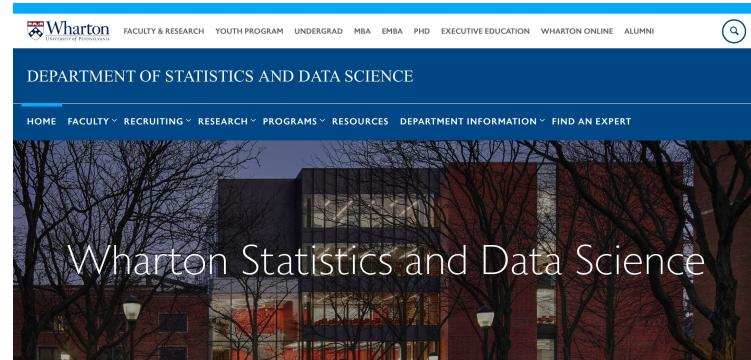 Wharton
UNIVERSITY of PENNSYLVANIA
FACULTY & RESEARCH YOUTH PROGRAM UNDERGRAD MBA EMBA PHD EXECUTIVE EDUCATION WHARTON ONLINE ALUMNI
DEPARTMENT OF STATISTICS AND DATA SCIENCE
HOME FACULTY RECRUITING RESEARCH PROGRAMS RESOURCES DEPARTMENT INFORMATION FIND AN EXPERT
Wharton Statistics and Data Science